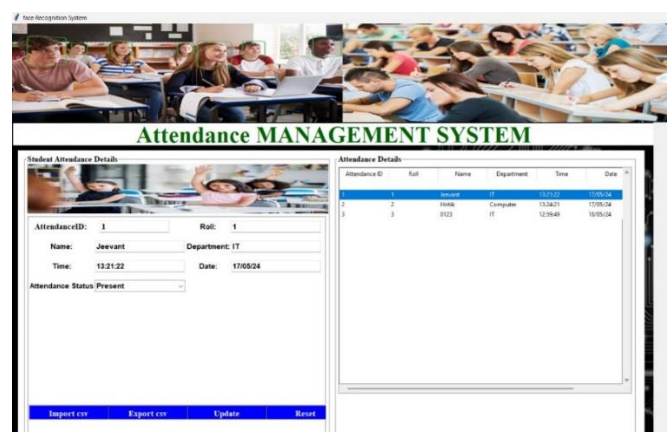 face Recognition System
Attendance MANAGEMENT SYSTEM
Student Attendance Details
AttendanceID: 1 Roll: 1
Name: Jeevant Department: IT
Time: 13:21:22 Date: 17/05/24
Attendance Status Present
Import csv Export csv Update Reset
Attendance Details
Attendance ID Roll Name Department Time Date
1 1 Jeevant IT 13:21:22 17/05/24
2 2 Hritik Computer 13:24:21 17/05/24
3 3 0123 IT 12:59:49 18/05/24